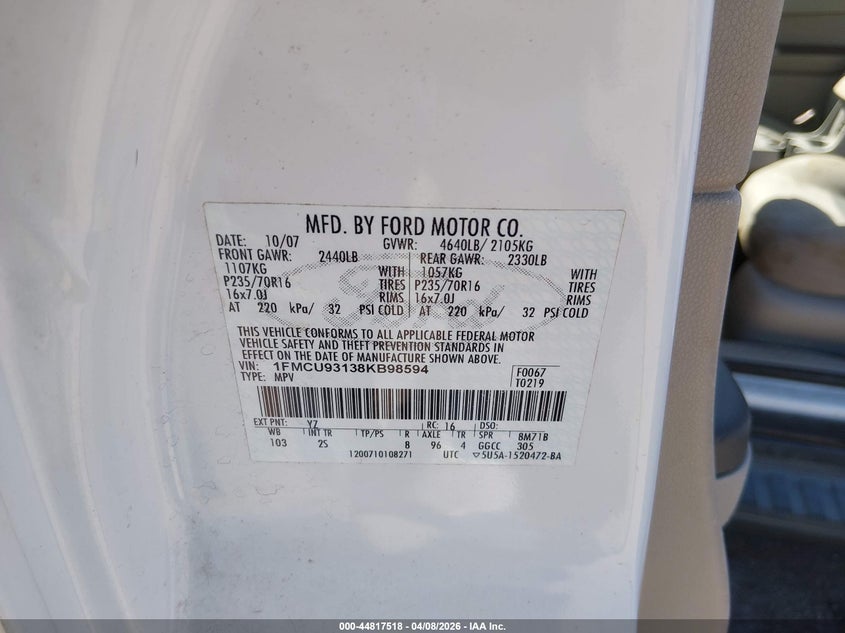 MFD. BY FORD MOTOR CO.
DATE: 10/07 GVWR: 4640LB/ 2105KG
FRONT GAWR: 2440LB REAR GAWR: 2330LB
1107KG WITH 1057KG WITH
P235/70R16 TIRES P235/70R16 TIRES
16x7.0J RIMS 16x7.0J RIMS
AT 220 kPa/ 32 PSI COLD AT 220 kPa/ 32 PSI COLD
Ford
THIS VEHICLE CONFORMS TO ALL APPLICABLE FEDERAL MOTOR
VEHICLE SAFETY AND THEFT PREVENTION STANDARDS IN
EFFECT ON THE DATE OF MANUFACTURE SHOWN ABOVE.
VIN: 1FMCU93138KB98594 F0067
TYPE: MPV T0219
EXT PNT: YZ RC: 16 DSO:
WB INT TR TP/PS R AXLE TR SPR BM71B
103 2S B 96 4 GGCC 305
1200710108271 UTC ▽5U5A-1520472-BA
000-44817518 - 04/08/2026 - IAA Inc.